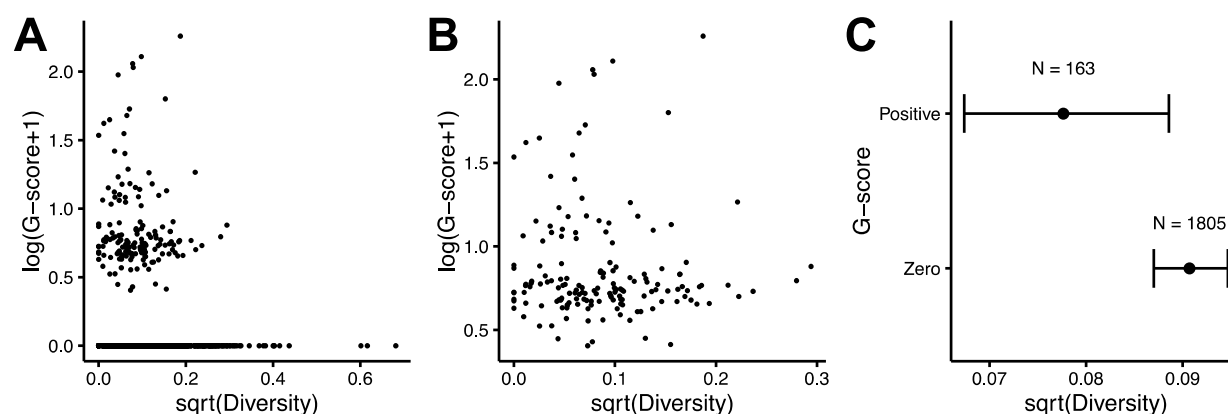 A
log(G−score+1)
2.0
1.5
1.0
0.5
0.0
0.0 0.2 0.4 0.6
sqrt(Diversity)
B
log(G−score+1)
2.0
1.5
1.0
0.5
0.0 0.1 0.2 0.3
sqrt(Diversity)
C
G−score
N = 163
Positive
N = 1805
Zero
0.07 0.08 0.09
sqrt(Diversity)